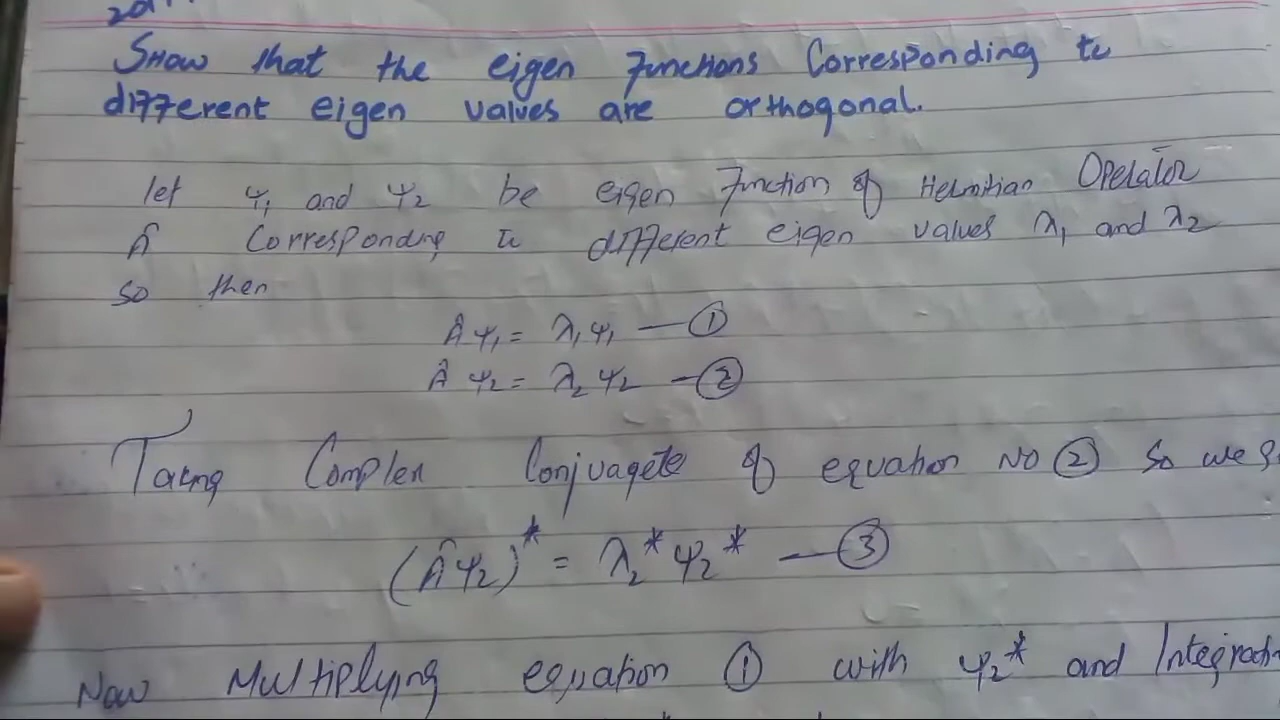 Show that the eigen functions Corresponding to
different eigen values are orthogonal.
let ψ₁ and ψ₂ be eigen function of Hermitian Operator
Â Corresponding to different eigen values λ₁ and λ₂
so then
Âψ₁ = λ₁ψ₁ — ①
Âψ₂ = λ₂ψ₂ — ②
Taking Complex Conjugate of equation No ② so we
(Âψ₂)* = λ₂*ψ₂* — ③
Now Multiplying equation ① with ψ₂* and Integratin